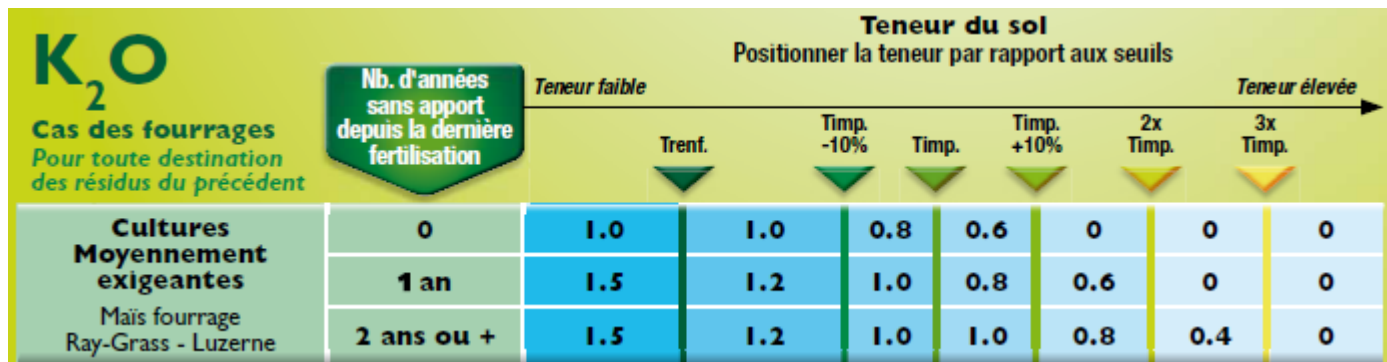 K2O
Cas des fourrages
Pour toute destination
des résidus du précédent
Nb. d'années
sans apport
depuis la dernière
fertilisation
Teneur du sol
Positionner la teneur par rapport aux seuils
Teneur faible Teneur élevée
Trenf. Timp. -10% Timp. Timp. +10% 2x Timp. 3x Timp.
Cultures
Moyennement
exigeantes
Maïs fourrage
Ray-Grass - Luzerne
0 1.0 1.0 0.8 0.6 0 0 0
1 an 1.5 1.2 1.0 0.8 0.6 0 0
2 ans ou + 1.5 1.2 1.0 1.0 0.8 0.4 0